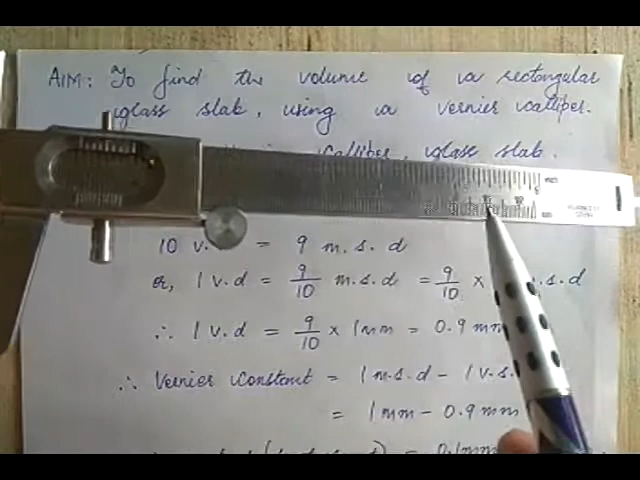 AIM: To find the volume of a rectangular
glass slab, using a vernier calliper.
calliper, glass slab.
10 v. = 9 m.s.d
or, 1 v.d = 9/10 m.s.d = 9/10 × .s.d
∴ 1 v.d = 9/10 × 1mm = 0.9 mm
∴ Vernier Constant = 1 m.s.d - 1 v.s.
= 1mm - 0.9 mm
= 0.1mm